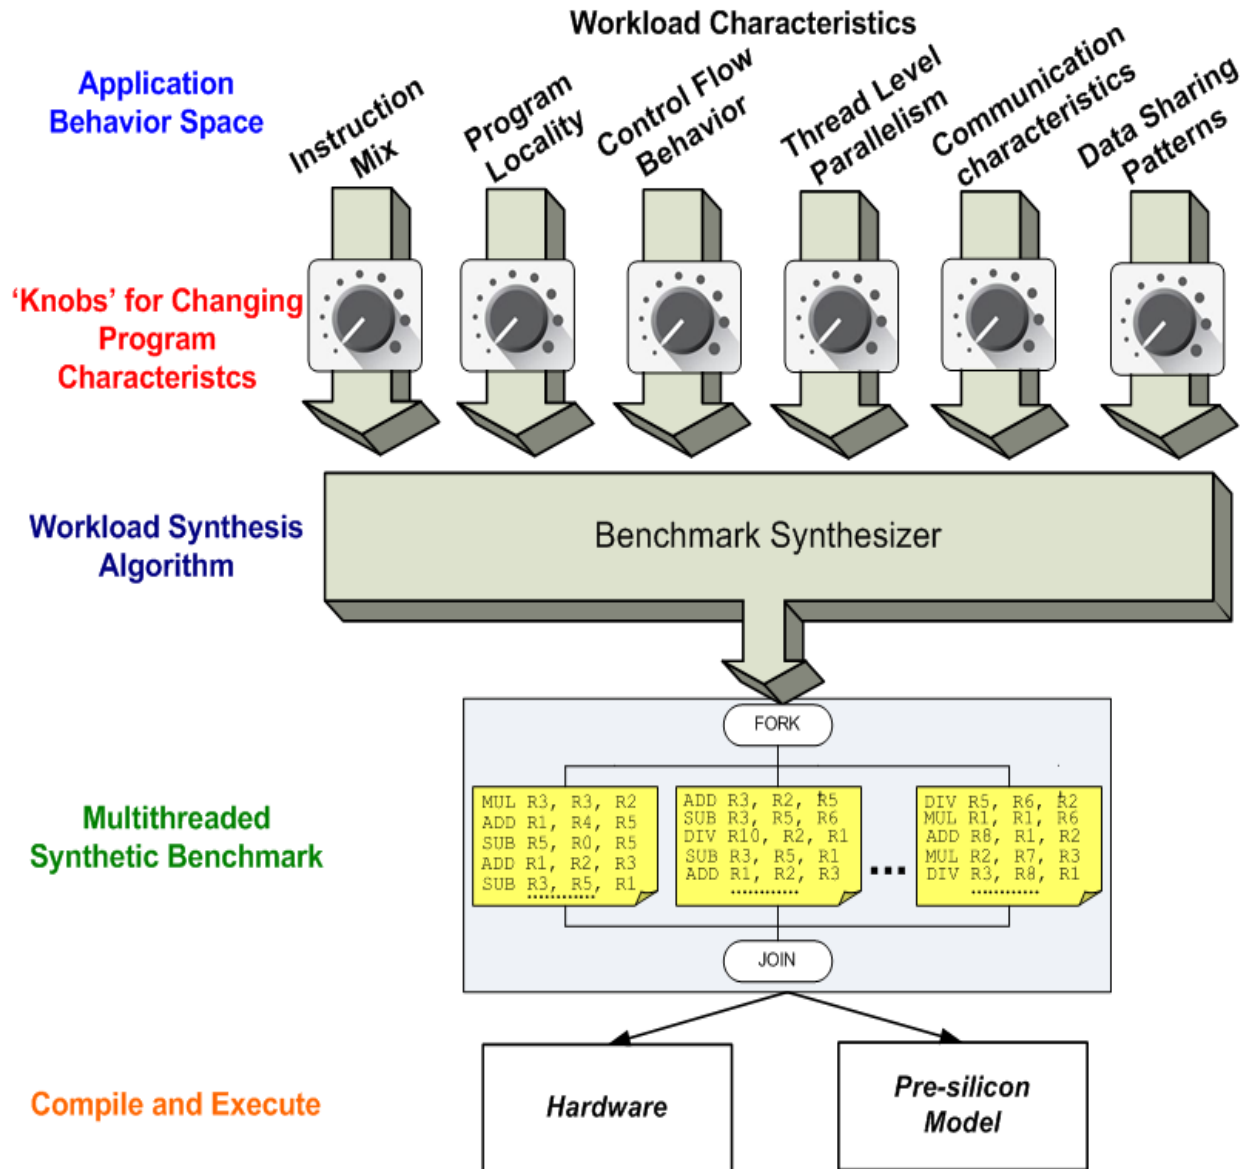 Workload Characteristics
Application
Behavior Space
Instruction
Mix
Program
Locality
Control Flow
Behavior
Thread Level
Parallelism
Communication
characteristics
Data Sharing
Patterns
‘Knobs’ for Changing
Program
Characteristcs
Workload Synthesis
Algorithm
Benchmark Synthesizer
FORK
Multithreaded
Synthetic Benchmark
MUL R3, R3, R2
ADD R1, R4, R5
SUB R5, R0, R5
ADD R1, R2, R3
SUB R3, R5, R1
............
ADD R3, R2, R5
SUB R3, R5, R6
DIV R10, R2, R1
SUB R3, R5, R1
ADD R1, R2, R3
............
...
DIV R5, R6, R2
MUL R1, R1, R6
ADD R8, R1, R2
MUL R2, R7, R3
DIV R3, R8, R1
............
JOIN
Compile and Execute
Hardware
Pre-silicon
Model